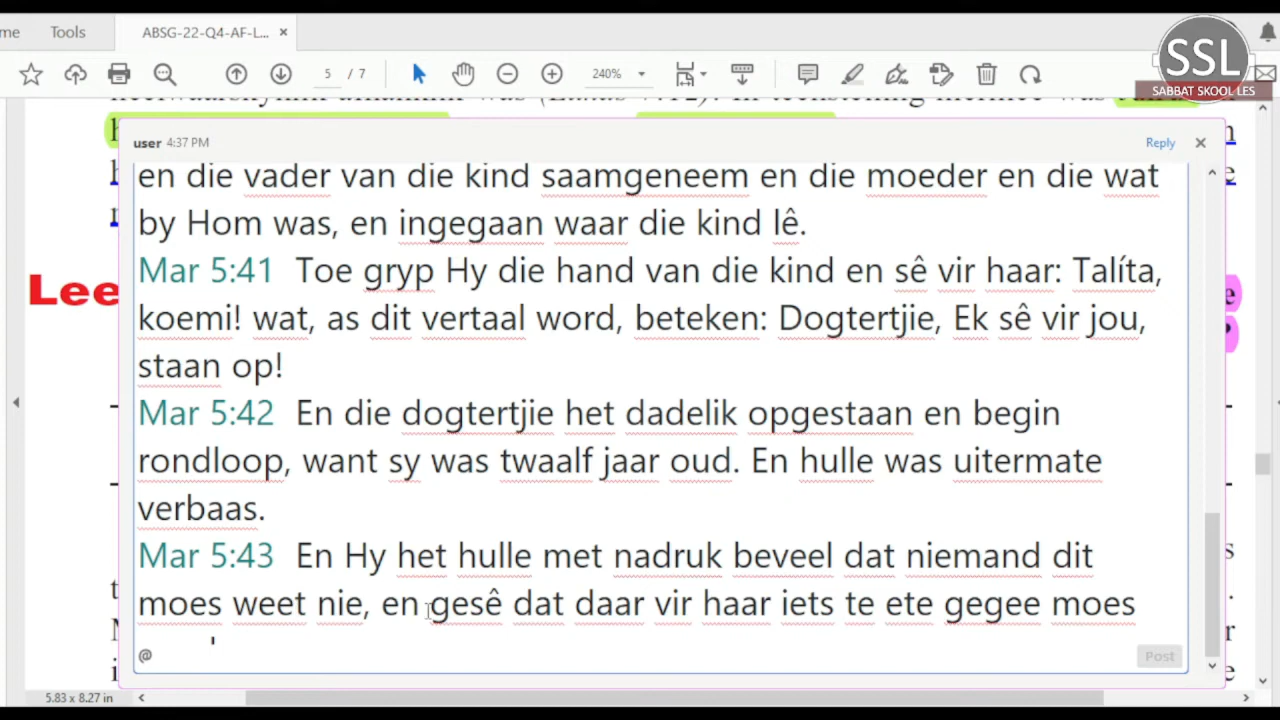 me Tools ABSG-22-Q4-AF-L... ×
SSL
SABBAT SKOOL LES
5 / 7 240%
user 4:37 PM Reply
en die vader van die kind saamgeneem en die moeder en die wat
by Hom was, en ingegaan waar die kind lê.
Mar 5:41 Toe gryp Hy die hand van die kind en sê vir haar: Talíta,
Lee
koemi! wat, as dit vertaal word, beteken: Dogtertjie, Ek sê vir jou,
staan op!
Mar 5:42 En die dogtertjie het dadelik opgestaan en begin
rondloop, want sy was twaalf jaar oud. En hulle was uitermate
verbaas.
Mar 5:43 En Hy het hulle met nadruk beveel dat niemand dit
moes weet nie, en gesê dat daar vir haar iets te ete gegee moes
@ Post
5.83 x 8.27 in